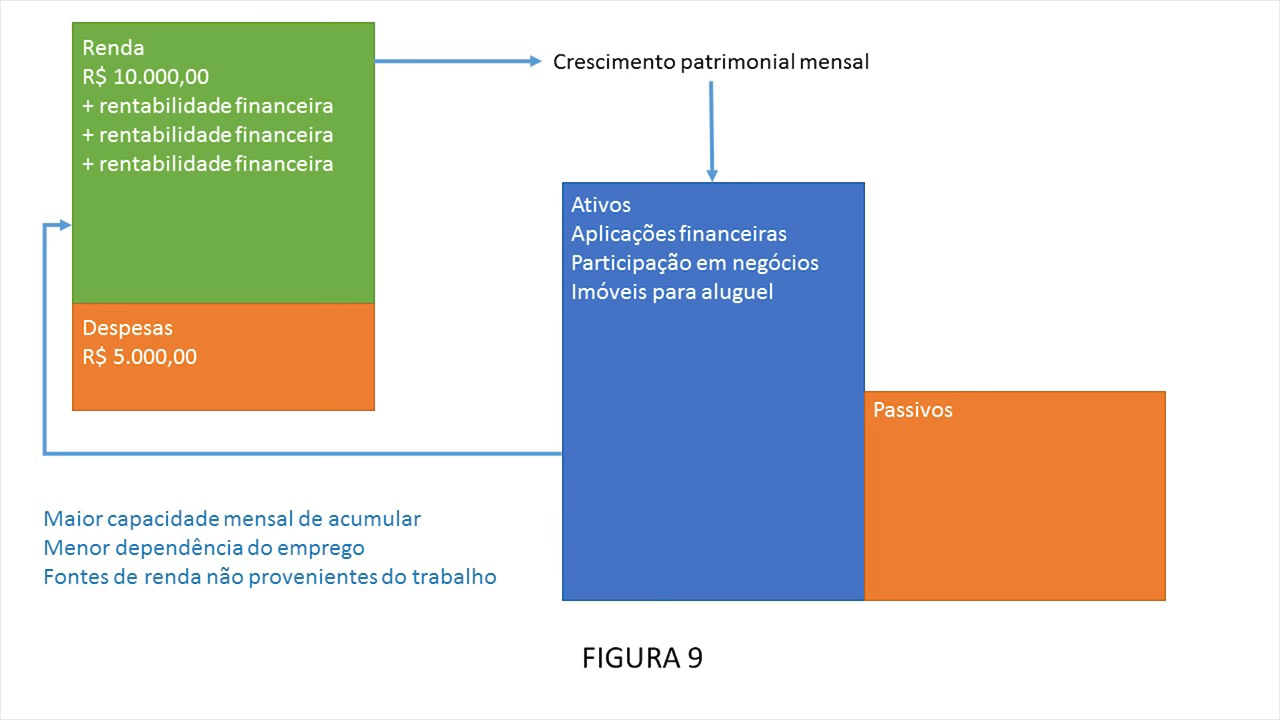 Renda
R$ 10.000,00
+ rentabilidade financeira
+ rentabilidade financeira
+ rentabilidade financeira
Despesas
R$ 5.000,00
Crescimento patrimonial mensal
Ativos
Aplicações financeiras
Participação em negócios
Imóveis para aluguel
Passivos
Maior capacidade mensal de acumular
Menor dependência do emprego
Fontes de renda não provenientes do trabalho
FIGURA 9